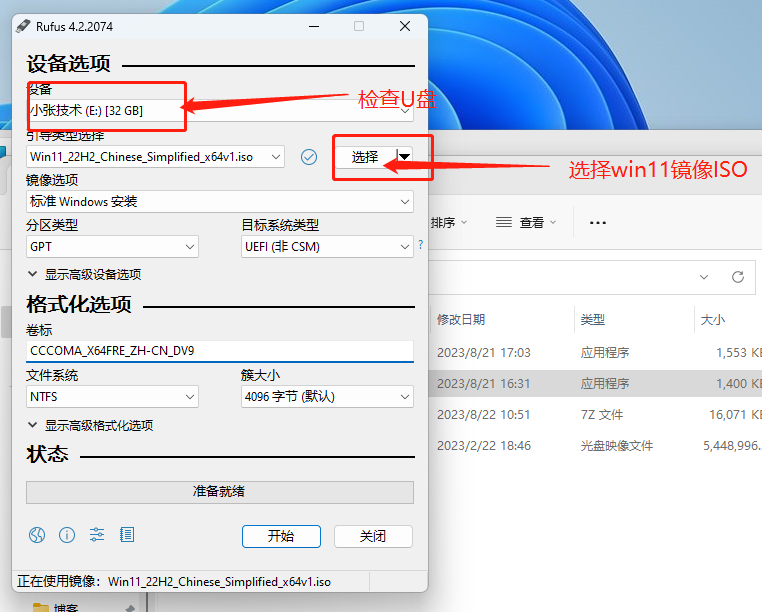 Rufus 4.2.2074
设备选项
设备
小张技术 (E:) [32 GB]
检查U盘
引导类型选择
Win11_22H2_Chinese_Simplified_x64v1.iso
选择
选择win11镜像ISO
镜像选项
标准 Windows 安装
分区类型
目标系统类型
GPT
UEFI (非 CSM)
?
显示高级设备选项
格式化选项
卷标
CCCOMA_X64FRE_ZH-CN_DV9
文件系统
簇大小
NTFS
4096 字节 (默认)
显示高级格式化选项
状态
准备就绪
开始
关闭
正在使用镜像: Win11_22H2_Chinese_Simplified_x64v1.iso
排序
查看
修改日期
类型
大小
2023/8/21 17:03
应用程序
1,553 KB
2023/8/21 16:31
应用程序
1,400 KB
2023/8/22 10:51
7Z 文件
16,071 KB
2023/2/22 18:46
光盘映像文件
5,448,996...
博客